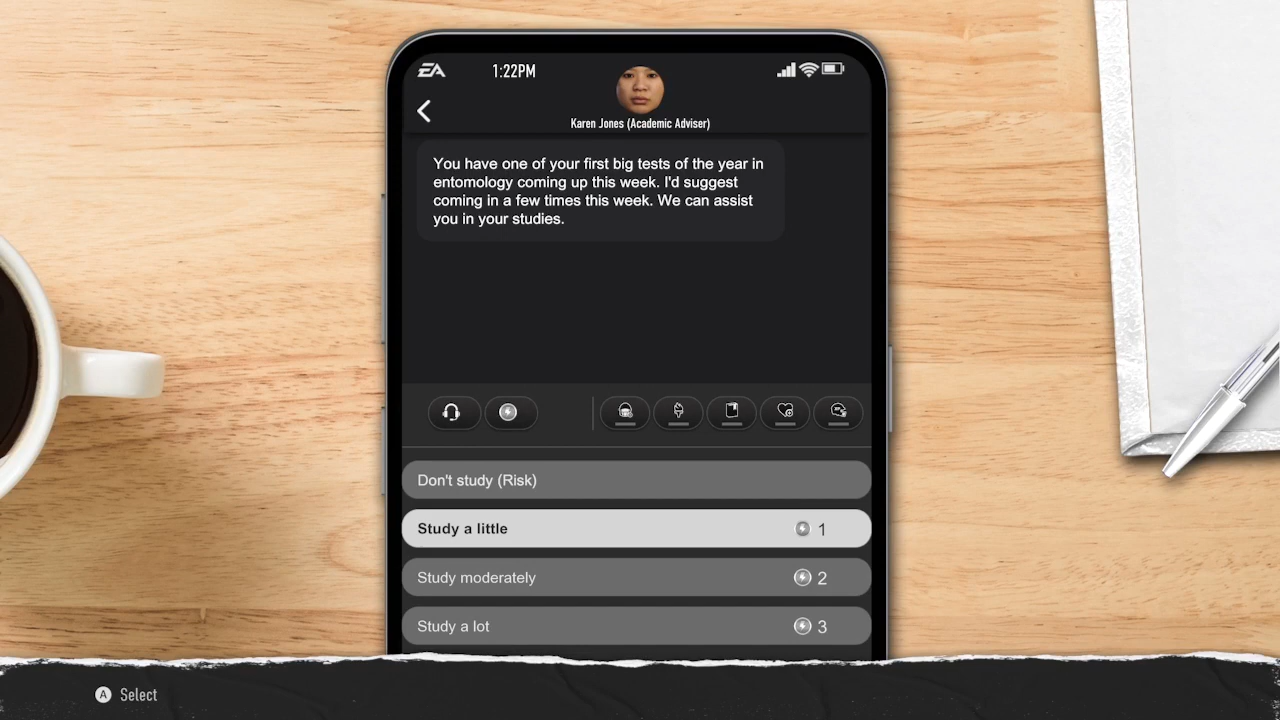 EA
1:22PM
Karen Jones (Academic Adviser)
You have one of your first big tests of the year in
entomology coming up this week. I'd suggest
coming in a few times this week. We can assist
you in your studies.
Don't study (Risk)
Study a little 1
Study moderately 2
Study a lot 3
A Select